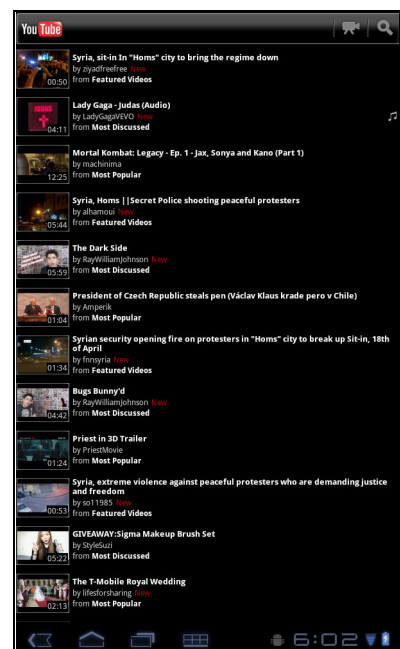 YouTube
Syria, sit-in In "Homs" city to bring the regime down
by ziyadfreefree New
from Featured Videos
00:50
Lady Gaga - Judas (Audio)
by LadyGagaVEVO New
from Most Discussed
04:11
Mortal Kombat: Legacy - Ep. 1 - Jax, Sonya and Kano (Part 1)
by machinima
from Most Popular
12:25
Syria, Homs ||Secret Police shooting peaceful protesters
by alhamoui New
from Featured Videos
05:44
The Dark Side
by RayWilliamJohnson New
from Most Discussed
05:59
President of Czech Republic steals pen (Václav Klaus krade pero v Chile)
by Amperik
from Most Popular
01:04
Syrian security opening fire on protesters in "Homs" city to break up Sit-in, 18th
of April
by fnnsyria New
from Featured Videos
01:34
Bugs Bunny'd
by RayWilliamJohnson New
from Most Discussed
04:42
Priest in 3D Trailer
by PriestMovie
from Most Popular
01:24
Syria, extreme violence against peaceful protesters who are demanding justice
and freedom
by so11985 New
from Featured Videos
00:53
GIVEAWAY:Sigma Makeup Brush Set
by StyleSuzi
from Most Discussed
05:22
The T-Mobile Royal Wedding
by lifesforsharing New
from Most Popular
02:13
6:02